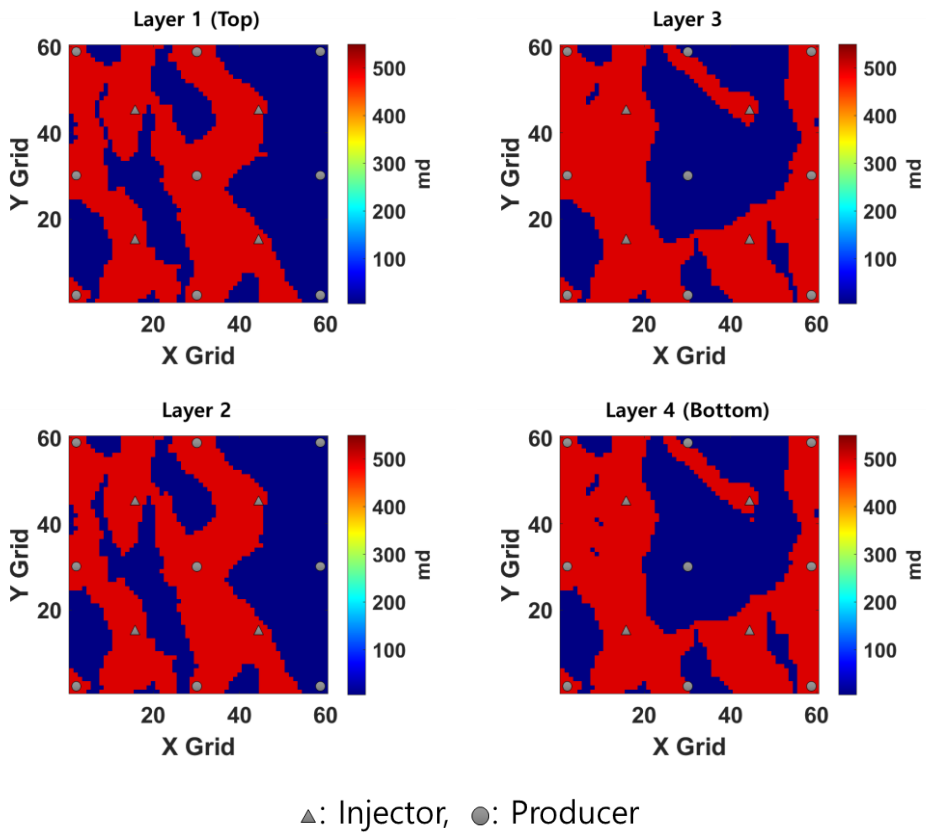 Layer 1 (Top)
60
40
20
Y Grid
20
40
60
X Grid
500
400
300
200
100
md
Layer 3
60
40
20
Y Grid
20
40
60
X Grid
500
400
300
200
100
md
Layer 2
60
40
20
Y Grid
20
40
60
X Grid
500
400
300
200
100
md
Layer 4 (Bottom)
60
40
20
Y Grid
20
40
60
X Grid
500
400
300
200
100
md
: Injector, : Producer